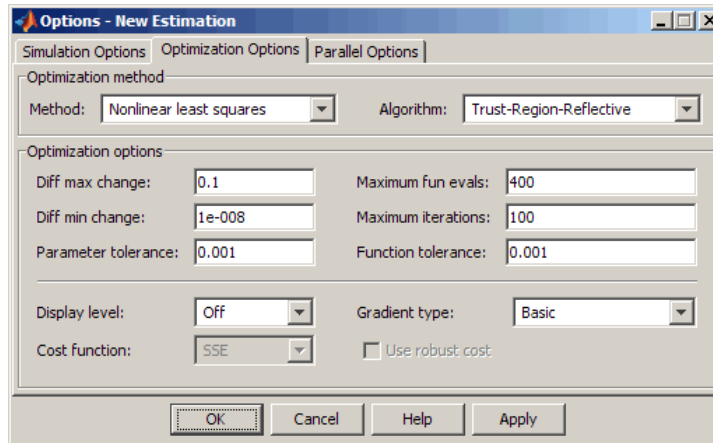 Options - New Estimation
Simulation Options Optimization Options Parallel Options
Optimization method
Method: Nonlinear least squares Algorithm: Trust-Region-Reflective
Optimization options
Diff max change: 0.1 Maximum fun evals: 400
Diff min change: 1e-008 Maximum iterations: 100
Parameter tolerance: 0.001 Function tolerance: 0.001
Display level: Off Gradient type: Basic
Cost function: SSE Use robust cost
OK Cancel Help Apply